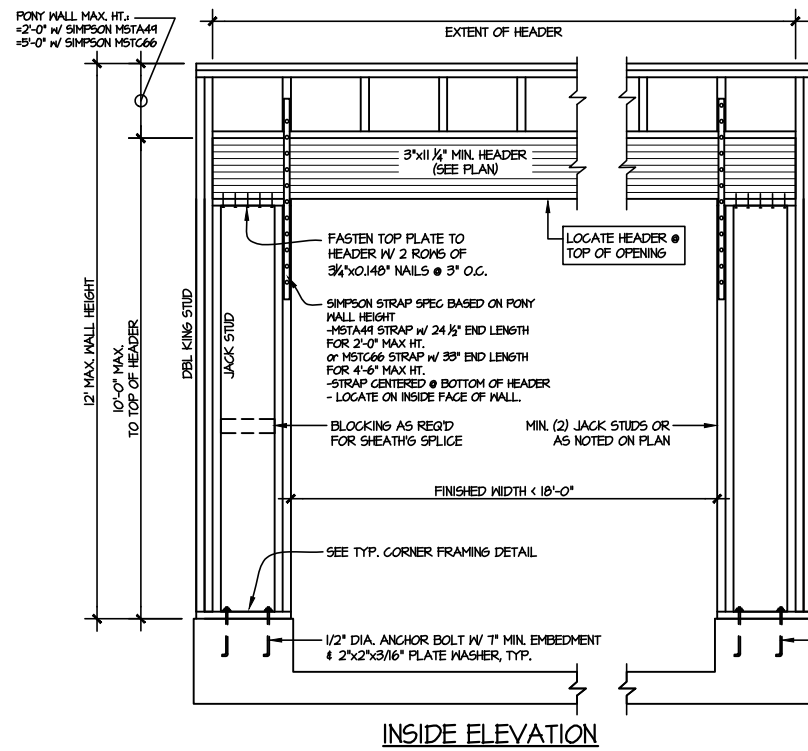 PONY WALL MAX. HT.:
=2'-0" W/ SIMPSON MSTA49
=5'-0" W/ SIMPSON MSTC66
EXTENT OF HEADER
3"x11 1/4" MIN. HEADER
(SEE PLAN)
FASTEN TOP PLATE TO
HEADER W/ 2 ROWS OF
3 1/4"x0.148" NAILS @ 3" O.C.
LOCATE HEADER @
TOP OF OPENING
SIMPSON STRAP SPEC BASED ON PONY
WALL HEIGHT
-MSTA49 STRAP w/ 24 1/2" END LENGTH
FOR 2'-0" MAX HT.
or MSTC66 STRAP w/ 33" END LENGTH
FOR 4'-6" MAX HT.
-STRAP CENTERED @ BOTTOM OF HEADER
- LOCATE ON INSIDE FACE OF WALL.
12' MAX. WALL HEIGHT
10'-0" MAX.
TO TOP OF HEADER
DBL KING STUD
JACK STUD
BLOCKING AS REQ'D
FOR SHEATH'G SPLICE
MIN. (2) JACK STUDS OR
AS NOTED ON PLAN
FINISHED WIDTH < 18'-0"
SEE TYP. CORNER FRAMING DETAIL
1/2" DIA. ANCHOR BOLT W/ 7" MIN. EMBEDMENT
& 2"x2"x3/16" PLATE WASHER, TYP.
INSIDE ELEVATION